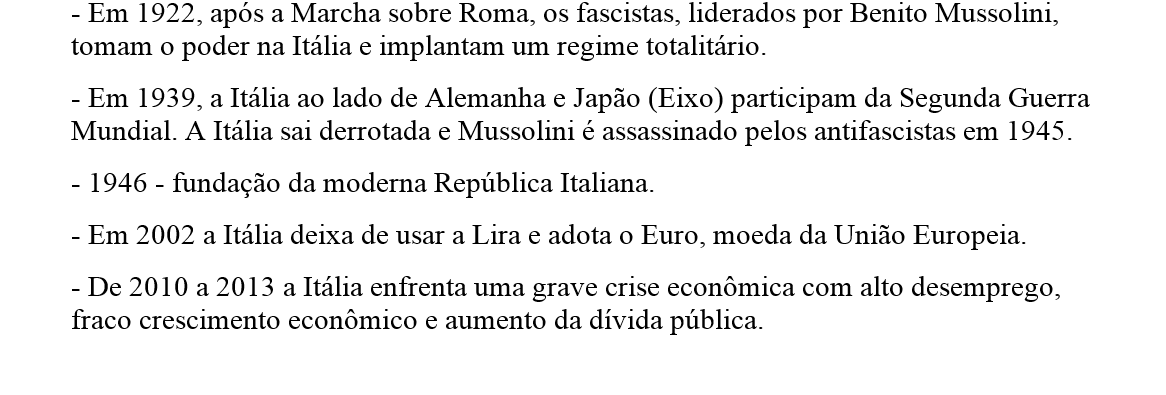 - Em 1922, após a Marcha sobre Roma, os fascistas, liderados por Benito Mussolini,
tomam o poder na Itália e implantam um regime totalitário.
- Em 1939, a Itália ao lado de Alemanha e Japão (Eixo) participam da Segunda Guerra
Mundial. A Itália sai derrotada e Mussolini é assassinado pelos antifascistas em 1945.
- 1946 - fundação da moderna República Italiana.
- Em 2002 a Itália deixa de usar a Lira e adota o Euro, moeda da União Europeia.
- De 2010 a 2013 a Itália enfrenta uma grave crise econômica com alto desemprego,
fraco crescimento econômico e aumento da dívida pública.